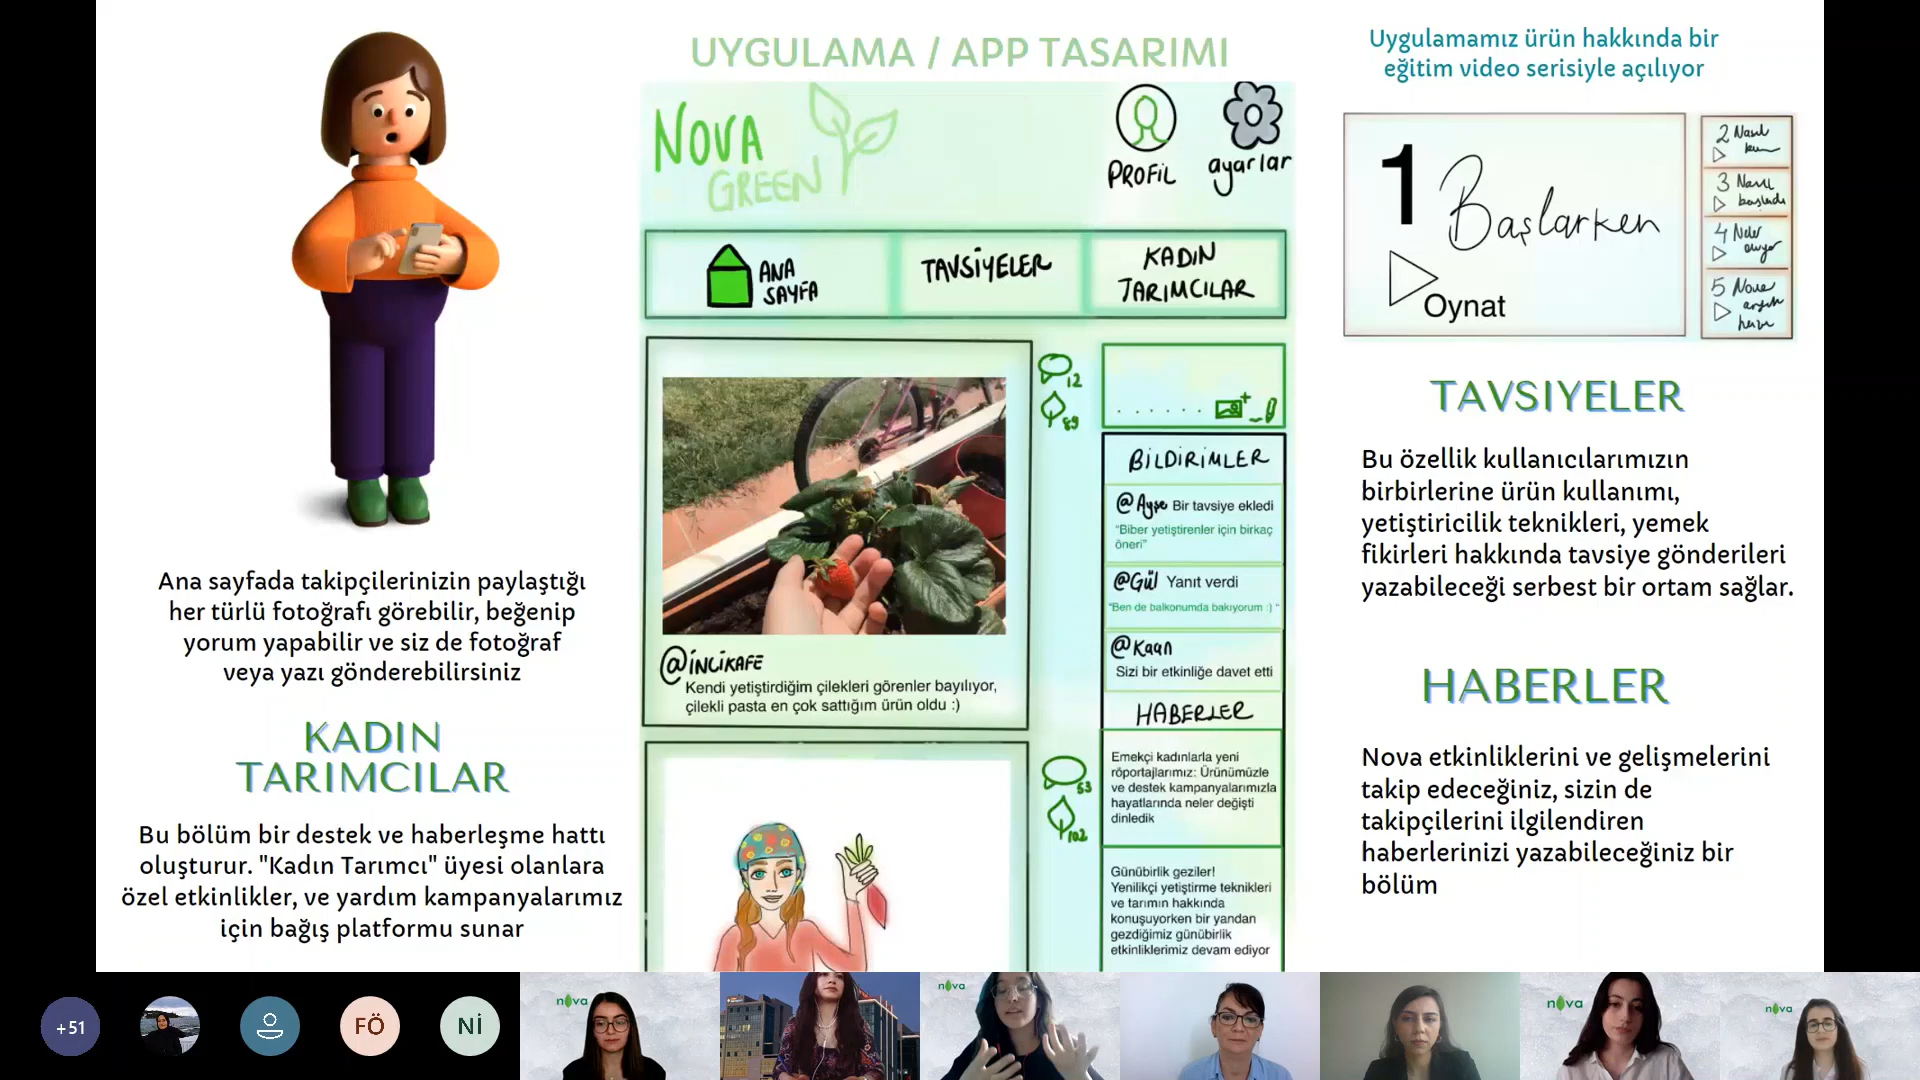 UYGULAMA / APP TASARIMI
Ana sayfada takipçilerinizin paylaştığı
her türlü fotoğrafı görebilir, beğenip
yorum yapabilir ve siz de fotoğraf
veya yazı gönderebilirsiniz
KADIN
TARIMCILAR
Bu bölüm bir destek ve haberleşme hattı
oluşturur. "Kadın Tarımcı" üyesi olanlara
özel etkinlikler, ve yardım kampanyalarımız
için bağış platformu sunar
NOVA
GREEN
PROFİL
ayarlar
ANA
SAYFA
TAVSİYELER
KADIN
TARIMCILAR
12
89
@İNCİKAFE
Kendi yetiştirdiğim çilekleri görenler bayılıyor,
çilekli pasta en çok sattığım ürün oldu :)
53
102
BİLDİRİMLER
@Ayşe Bir tavsiye ekledi
"Biber yetiştirenler için birkaç
öneri"
@Gül Yanıt verdi
"Ben de balkonumda bakıyorum :) "
@Kaan
Sizi bir etkinliğe davet etti
HABERLER
Emekçi kadınlarla yeni
röportajlarımız: Ürünümüzle
ve destek kampanyalarımızla
hayatlarında neler değişti
dinledik
Günübirlik geziler!
Yenilikçi yetiştirme teknikleri
ve tarımın hakkında
konuşuyorken bir yandan
gezdiğimiz günübirlik
etkinliklerimiz devam ediyor
Uygulamamız ürün hakkında bir
eğitim video serisiyle açılıyor
1 Başlarken
Oynat
2 Nasıl
3 Nasıl
başladı
4 Neler
5 Nova
TAVSIYELER
Bu özellik kullanıcılarımızın
birbirlerine ürün kullanımı,
yetiştiricilik teknikleri, yemek
fikirleri hakkında tavsiye gönderileri
yazabileceği serbest bir ortam sağlar.
HABERLER
Nova etkinliklerini ve gelişmelerini
takip edeceğiniz, sizin de
takipçilerini ilgilendiren
haberlerinizi yazabileceğiniz bir
bölüm
+51
FÖ
Nİ
nova
nova
nova
nova